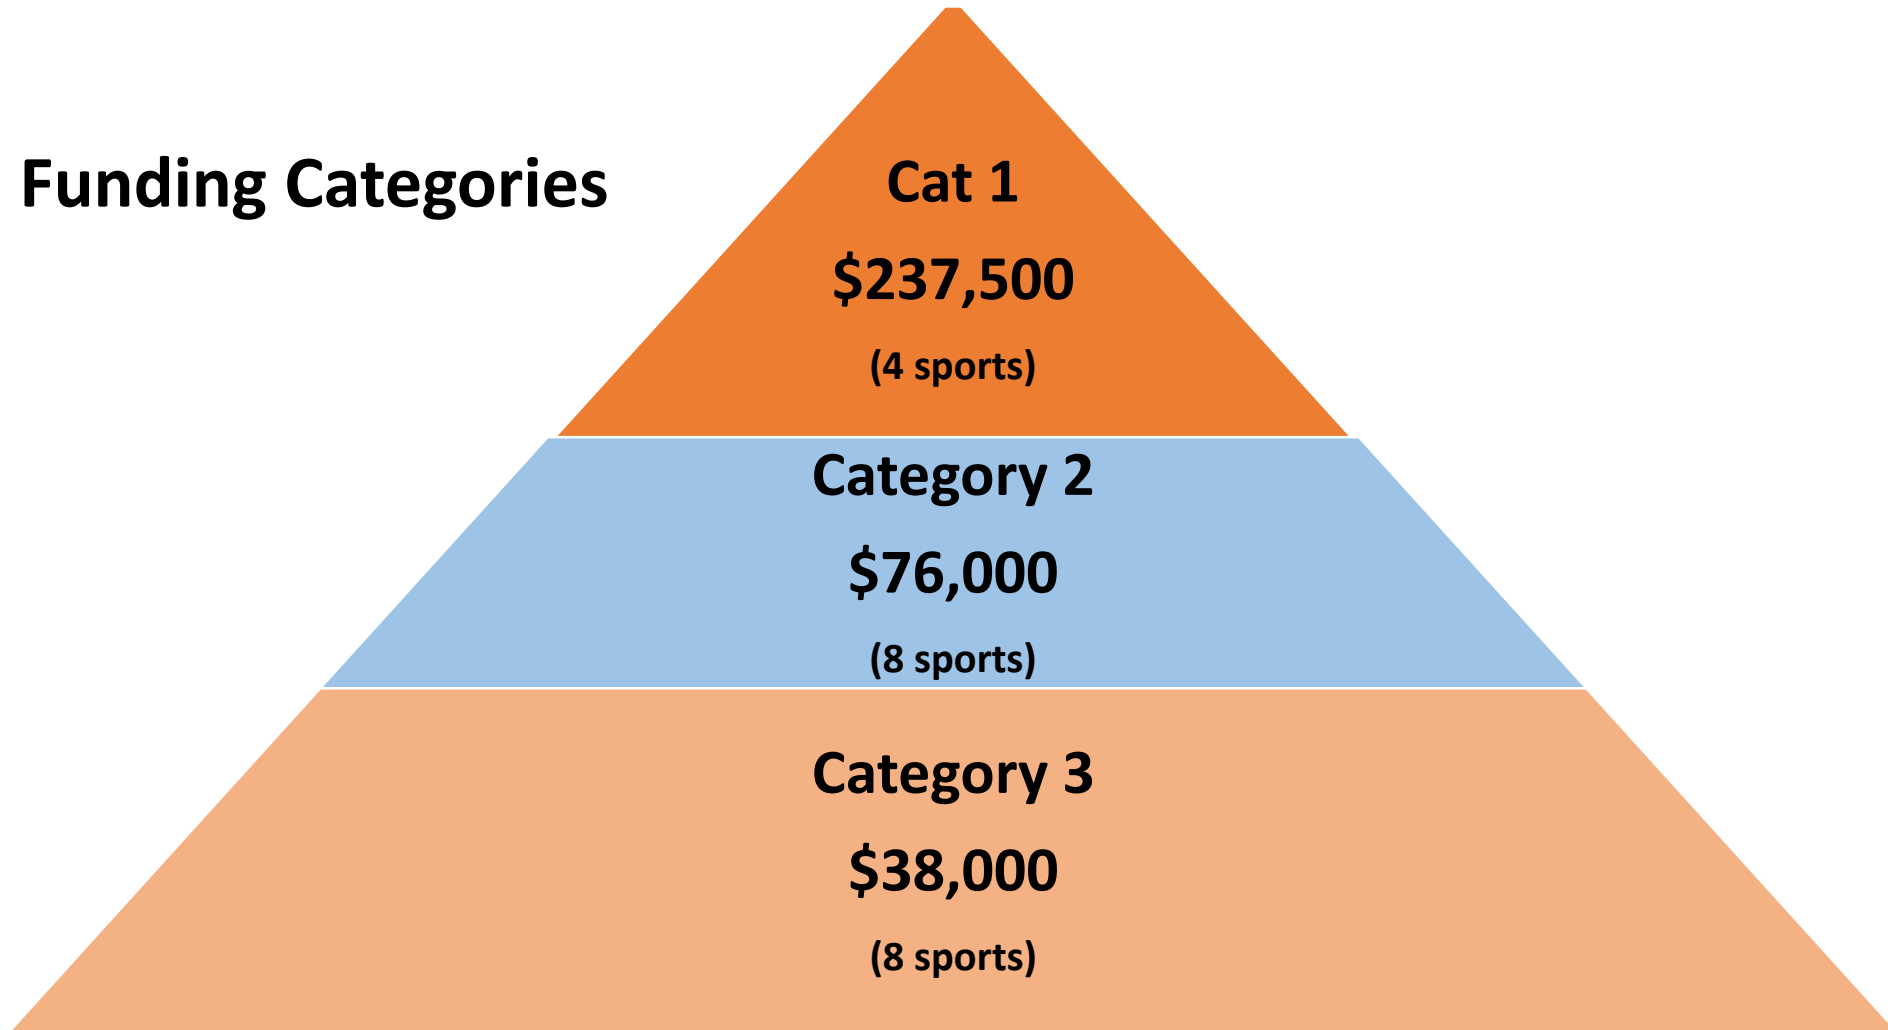 Funding Categories
Cat 1
$237,500
(4 sports)
Category 2
$76,000
(8 sports)
Category 3
$38,000
(8 sports)